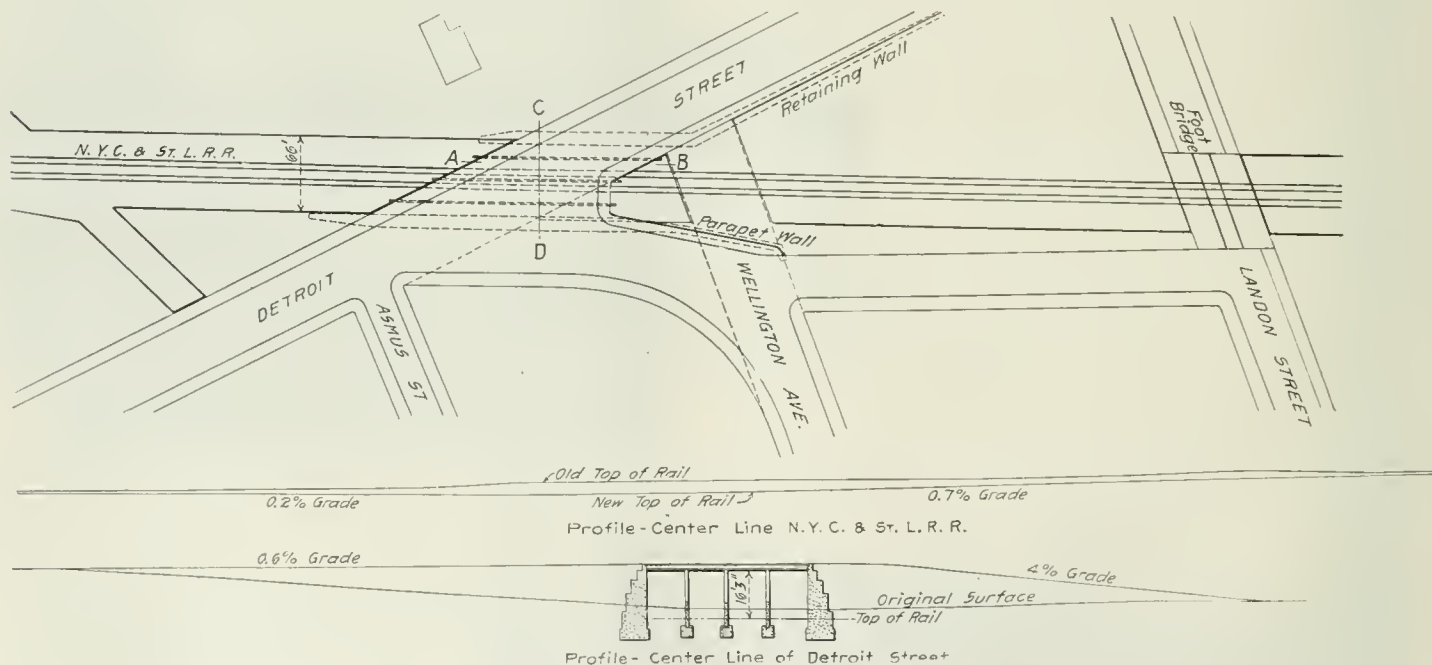 STREET
Retaining Wall
C
Foot
Bridge
N.Y.C. & ST. L. R.R.
66'
A
B
Parapet Wall
D
DETROIT
WELLINGTON AVE.
LANDON STREET
ASMUS ST
Old Top of Rail
0.2% Grade
New Top of Rail
0.7% Grade
Profile-Center Line N.Y.C. & ST. L. R. R.
0.6% Grade
4% Grade
16'3"
Original Surface
Top of Rail
Profile-Center Line of Detroit Street